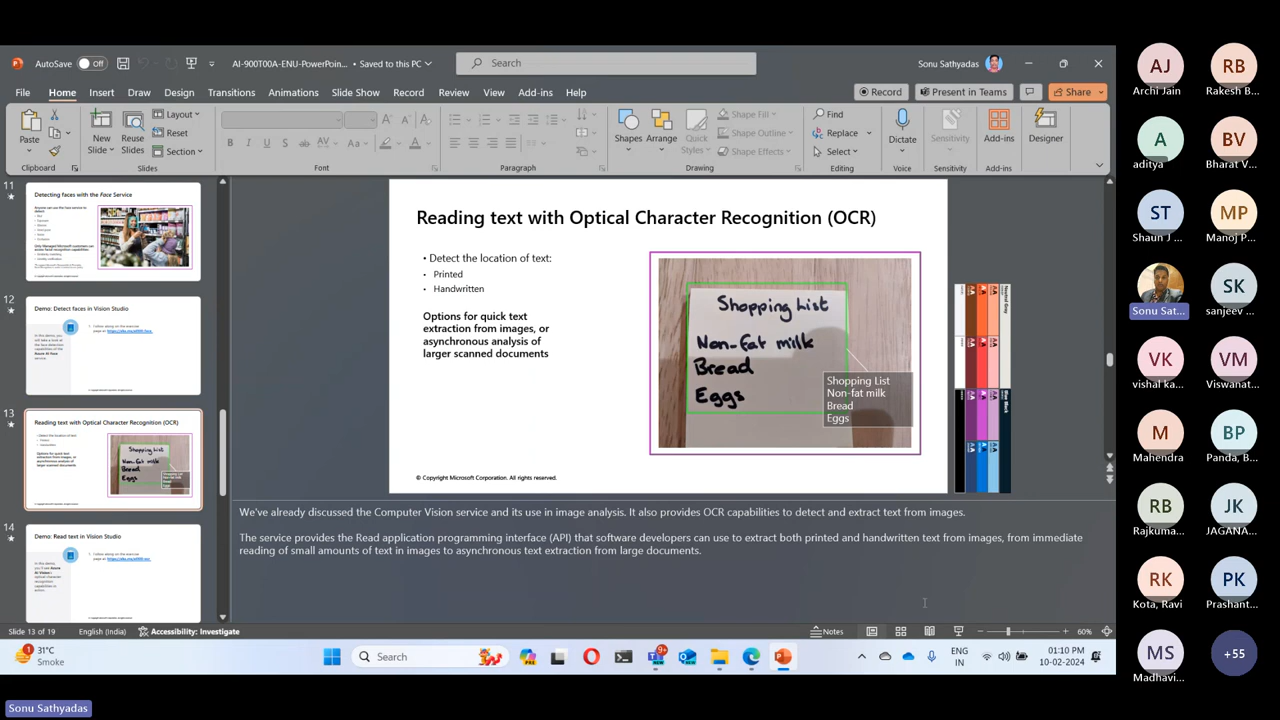 AutoSave Off
AI-900T00A-ENU-PowerPoin... • Saved to this PC
Search
Sonu Sathyadas
File Home Insert Draw Design Transitions Animations Slide Show Record Review View Add-ins Help
Record
Present in Teams
Share
Paste
New Slide
Reuse Slides
Layout
Reset
Section
Shapes
Arrange
Quick Styles
Shape Fill
Shape Outline
Shape Effects
Find
Replace
Select
Dictate
Sensitivity
Add-ins
Designer
Clipboard
Slides
Font
Paragraph
Drawing
Editing
Voice
Sensitivity
Add-ins
11
Detecting faces with the Face Service
12
Demo: Detect faces in Vision Studio
13
Reading text with Optical Character Recognition (OCR)
14
Demo: Read text in Vision Studio
Reading text with Optical Character Recognition (OCR)
• Detect the location of text:
• Printed
• Handwritten
Options for quick text
extraction from images, or
asynchronous analysis of
larger scanned documents
Shopping List
Non-fat milk
Bread
Eggs
Shopping List
Non-fat milk
Bread
Eggs
© Copyright Microsoft Corporation. All rights reserved.
We've already discussed the Computer Vision service and its use in image analysis. It also provides OCR capabilities to detect and extract text from images.
The service provides the Read application programming interface (API) that software developers can use to extract both printed and handwritten text from images, from immediate
reading of small amounts of text in images to asynchronous text extraction from large documents.
Slide 13 of 19 English (India) Accessibility: Investigate
Notes
60%
31°C
Smoke
Search
9+
ENG
IN
01:10 PM
10-02-2024
Sonu Sathyadas
AJ
Archi Jain
RB
Rakesh B...
A
aditya
BV
Bharat V...
ST
Shaun J ...
MP
Manoj P...
Sonu Sat...
SK
sanjeev ...
VK
vishal ka...
VM
Viswanat...
M
Mahendra
BP
Panda, B...
RB
Rajkuma...
JK
JAGANA...
RK
Kota, Ravi
PK
Prashant...
MS
Madhavi...
+55